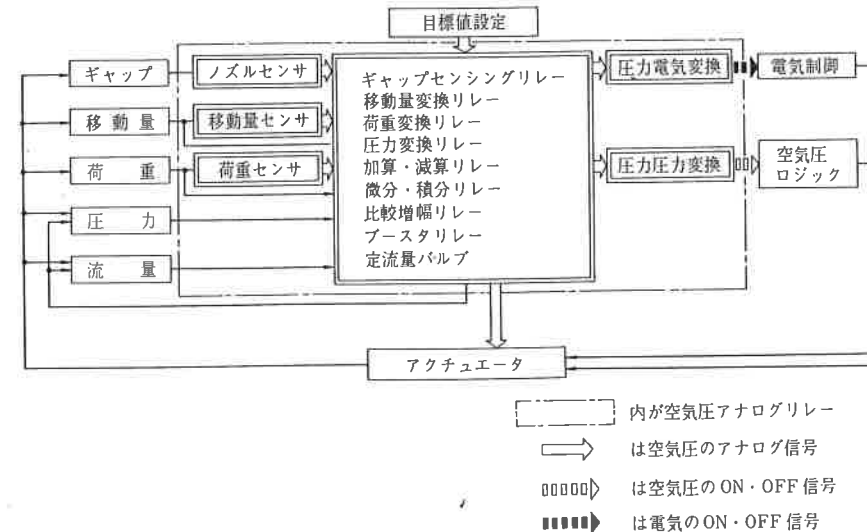 目標値設定
ギャップ
ノズルセンサ
移動量
移動量センサ
荷重
荷重センサ
圧力
流量
ギャップセンシングリレー
移動量変換リレー
荷重変換リレー
圧力変換リレー
加算・減算リレー
微分・積分リレー
比較増幅リレー
ブースタリレー
定流量バルブ
圧力電気変換
電気制御
圧力圧力変換
空気圧
ロジック
アクチュエータ
内が空気圧アナログリレー
は空気圧のアナログ信号
は空気圧のON・OFF信号
は電気のON・OFF信号